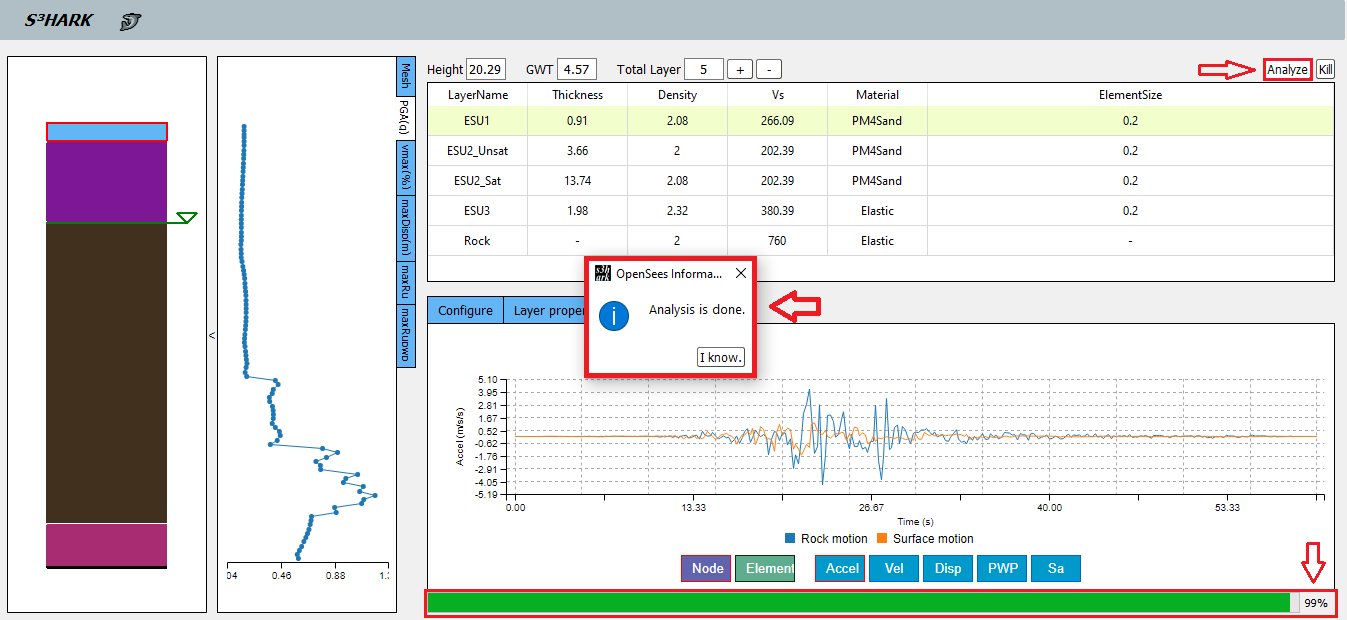 S³HARK
Height 20.29 GWT 4.57 Total Layer 5 + - Analyze Kill
LayerName Thickness Density Vs Material ElementSize
ESU1 0.91 2.08 266.09 PM4Sand 0.2
ESU2_Unsat 3.66 2 202.39 PM4Sand 0.2
ESU2_Sat 13.74 2.08 202.39 PM4Sand 0.2
ESU3 1.98 2.32 380.39 Elastic 0.2
Rock - 2 760 Elastic -
Mesh
PGA(g)
γmax(%)
maxDisp(m)
maxRu
maxRupwp
<
04 0.46 0.88 1.
s3h
ark
OpenSees Informa...
Analysis is done.
I know.
Configure Layer proper
Accel (m/s/s)
5.10
3.95
2.81
1.67
0.52
-0.62
-1.76
-2.91
-4.05
-5.19
0.00 13.33 26.67 40.00 53.33
Time (s)
Rock motion Surface motion
Node Element Accel Vel Disp PWP Sa
99%